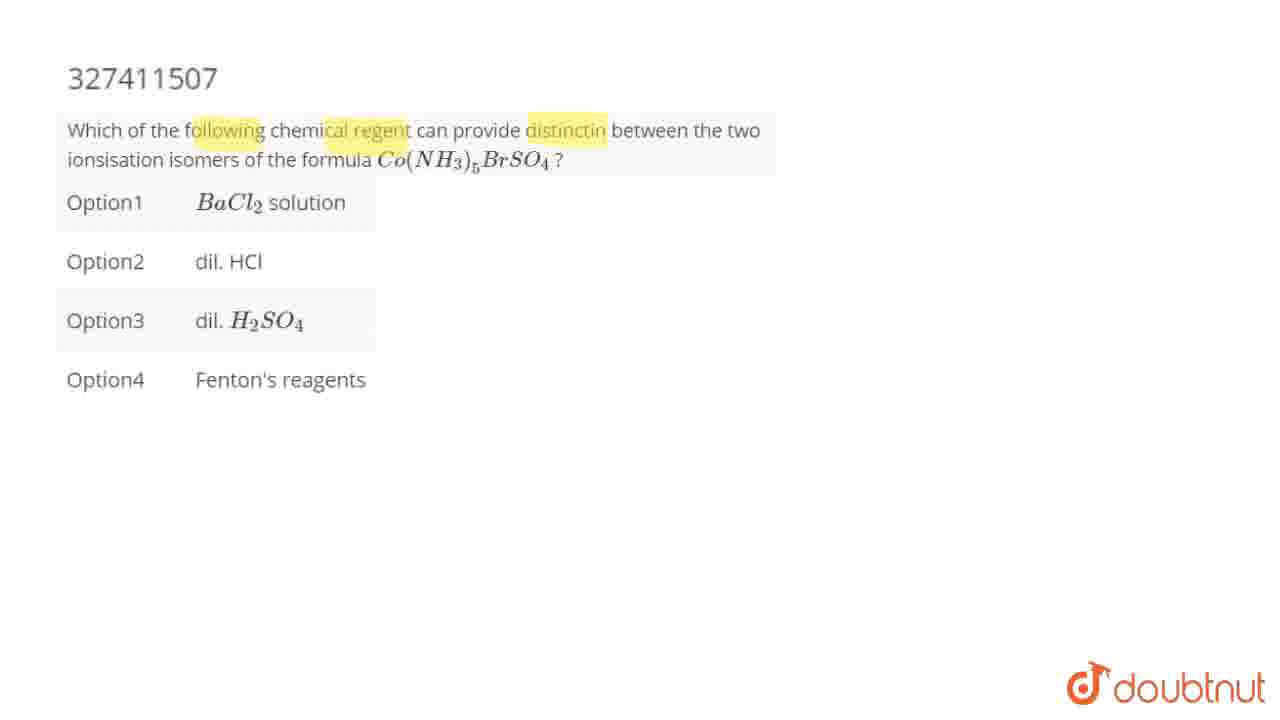 327411507
Which of the following chemical regent can provide distinctin between the two
ionsisation isomers of the formula Co(NH₃)₅BrSO₄ ?
Option1 BaCl₂ solution
Option2 dil. HCl
Option3 dil. H₂SO₄
Option4 Fenton's reagents
doubtnut